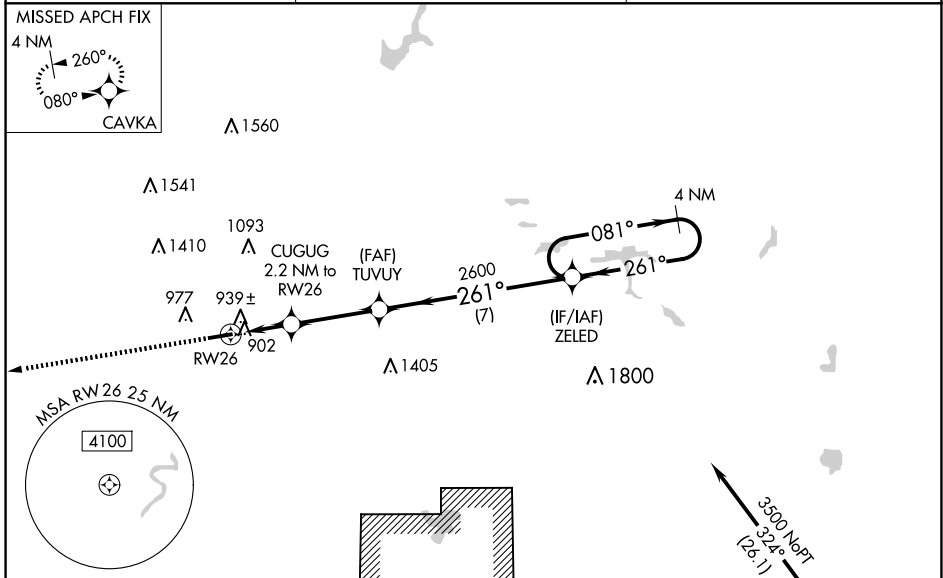 MISSED APCH FIX
4 NM
260°
080°
CAVKA
1560
1541
1410
1093
977
939±
902
RW26
CUGUG
2.2 NM to
RW26
(FAF)
TUVUY
2600
261°
(7)
(IF/IAF)
ZELED
081°
4 NM
261°
1405
1800
MSA RW26 25 NM
4100
3500 NoPT
324°
(26.1)